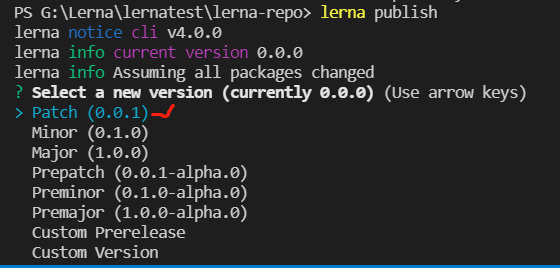 PS G:\Lerna\lernatest\lerna-repo> lerna publish
lerna notice cli v4.0.0
lerna info current version 0.0.0
lerna info Assuming all packages changed
? Select a new version (currently 0.0.0) (Use arrow keys)
> Patch (0.0.1)
Minor (0.1.0)
Major (1.0.0)
Prepatch (0.0.1-alpha.0)
Preminor (0.1.0-alpha.0)
Premajor (1.0.0-alpha.0)
Custom Prerelease
Custom Version